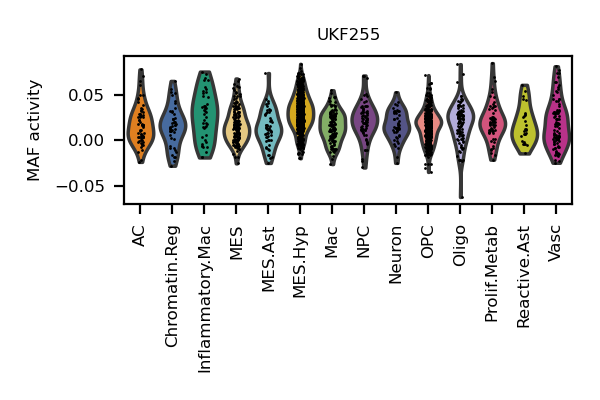 UKF255
MAF activity
0.05
0.00
−0.05
AC
Chromatin.Reg
Inflammatory.Mac
MES
MES.Ast
MES.Hyp
Mac
NPC
Neuron
OPC
Oligo
Prolif.Metab
Reactive.Ast
Vasc